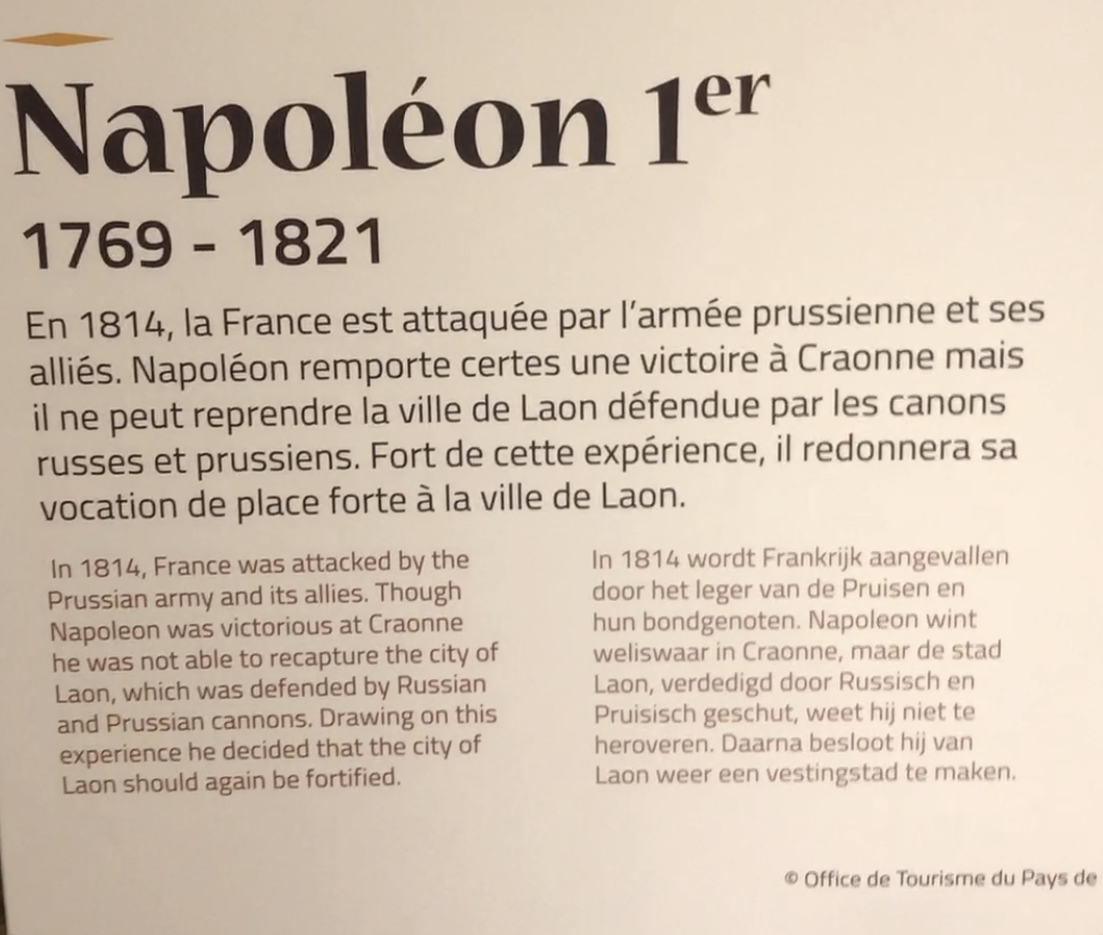 Napoléon 1er
1769 - 1821
En 1814, la France est attaquée par l'armée prussienne et ses
alliés. Napoléon remporte certes une victoire à Craonne mais
il ne peut reprendre la ville de Laon défendue par les canons
russes et prussiens. Fort de cette expérience, il redonnera sa
vocation de place forte à la ville de Laon.
In 1814, France was attacked by the
Prussian army and its allies. Though
Napoleon was victorious at Craonne
he was not able to recapture the city of
Laon, which was defended by Russian
and Prussian cannons. Drawing on this
experience he decided that the city of
Laon should again be fortified.
In 1814 wordt Frankrijk aangevallen
door het leger van de Pruisen en
hun bondgenoten. Napoleon wint
weliswaar in Craonne, maar de stad
Laon, verdedigd door Russisch en
Pruisisch geschut, weet hij niet te
heroveren. Daarna besloot hij van
Laon weer een vestingstad te maken.
© Office de Tourisme du Pays de